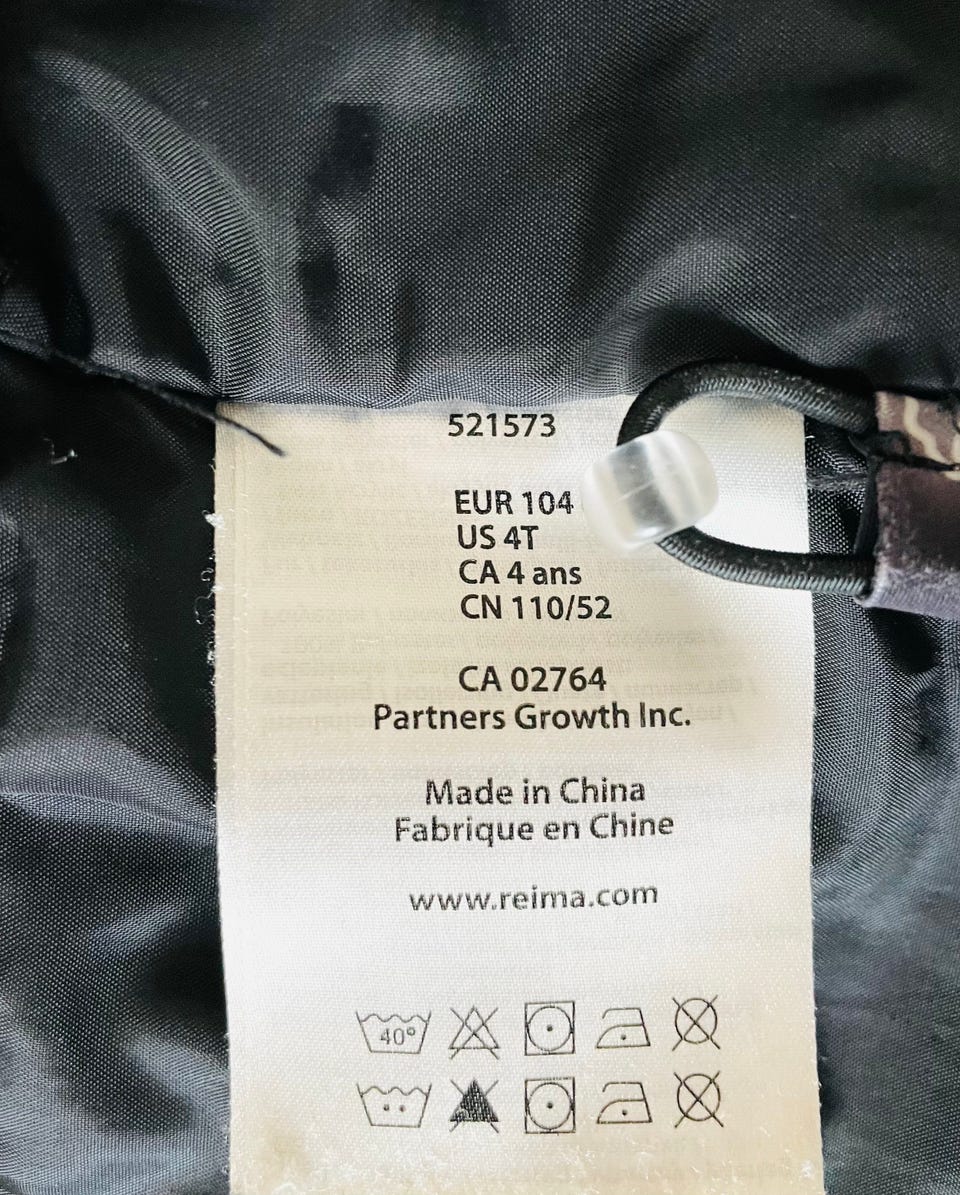 521573
EUR 104
US 4T
CA 4 ans
CN 110/52
CA 02764
Partners Growth Inc.
Made in China
Fabrique en Chine
www.reima.com
40°